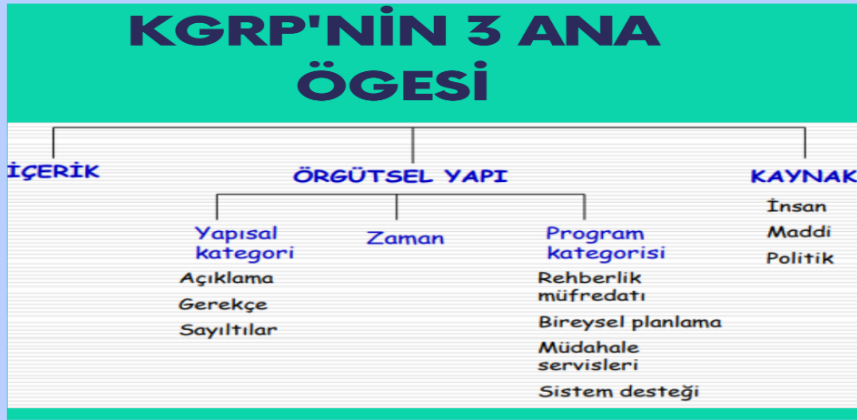 KGRP'NİN 3 ANA
ÖGESİ
İÇERİK
ÖRGÜTSEL YAPI
KAYNAK
Yapısal
kategori
Açıklama
Gerekçe
Sayıltılar
Zaman
Program
kategorisi
Rehberlik
müfredatı
Bireysel planlama
Müdahale
servisleri
Sistem desteği
İnsan
Maddi
Politik